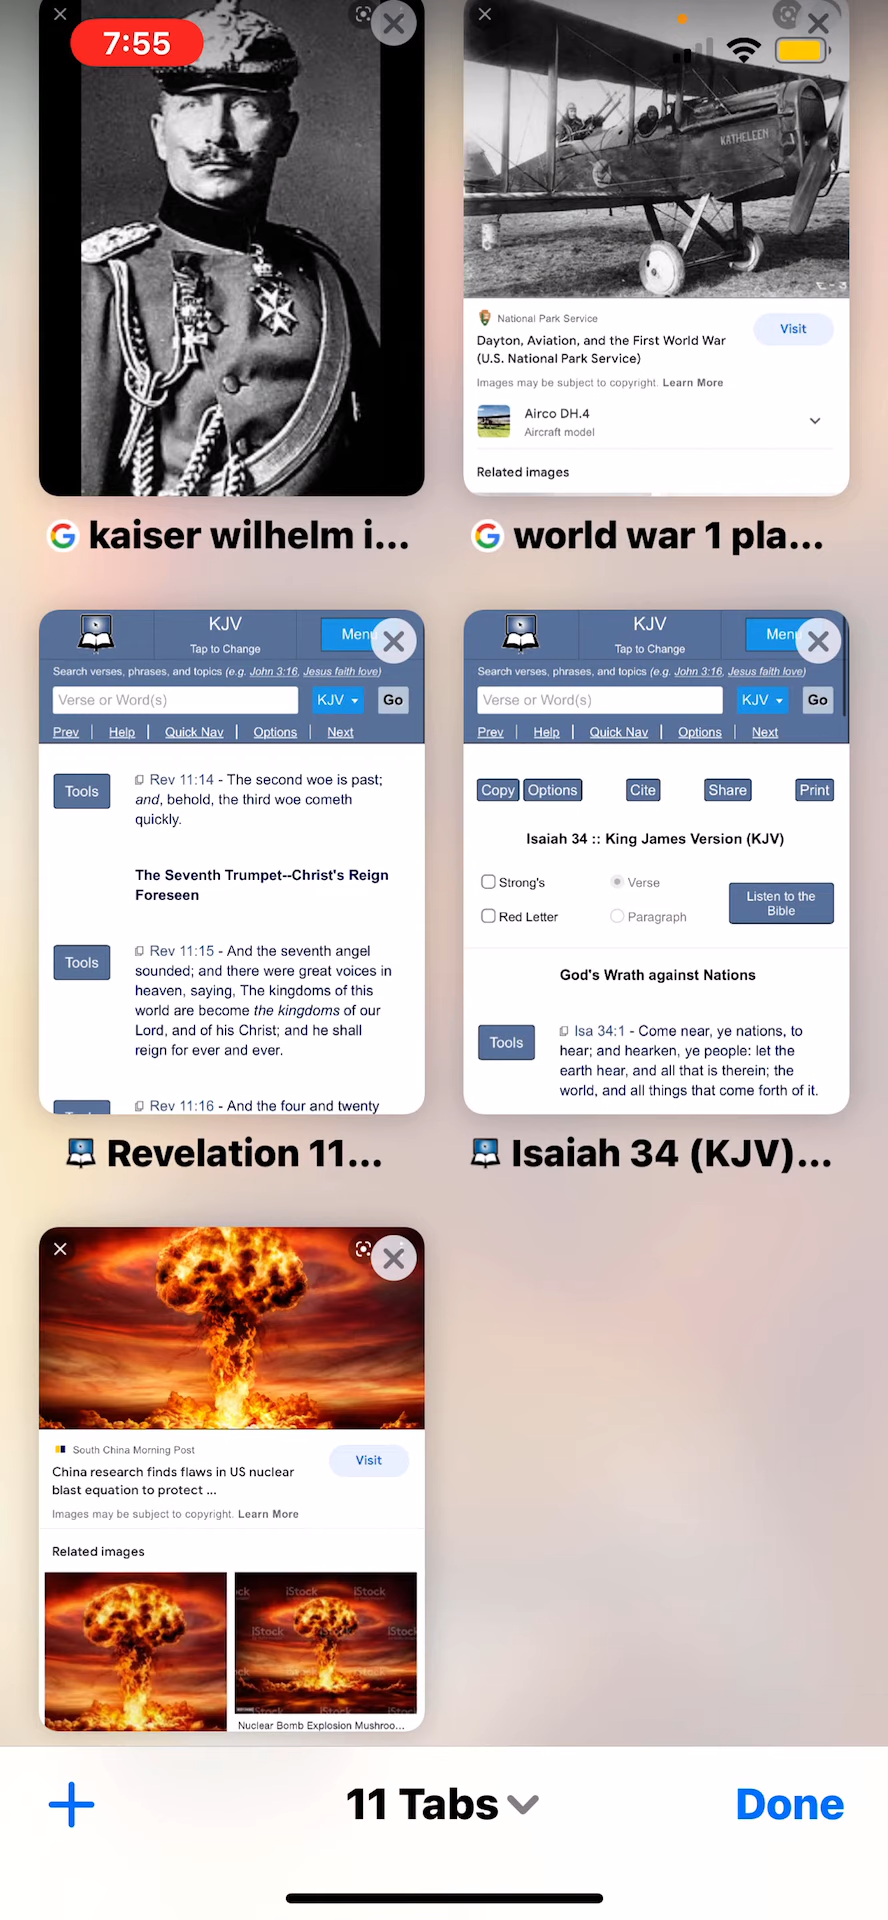 7:55
KATHELEEN
National Park Service
Visit
Dayton, Aviation, and the First World War
(U.S. National Park Service)
Images may be subject to copyright. Learn More
Airco DH.4
Aircraft model
Related images
kaiser wilhelm i...
world war 1 pla...
KJV
Tap to Change
Menu
Search verses, phrases, and topics (e.g. John 3:16, Jesus faith love)
Verse or Word(s)
KJV
Go
Prev
Help
Quick Nav
Options
Next
Tools
Rev 11:14 - The second woe is past;
and, behold, the third woe cometh
quickly.
The Seventh Trumpet--Christ's Reign
Foreseen
Tools
Rev 11:15 - And the seventh angel
sounded; and there were great voices in
heaven, saying, The kingdoms of this
world are become the kingdoms of our
Lord, and of his Christ; and he shall
reign for ever and ever.
Rev 11:16 - And the four and twenty
Revelation 11...
KJV
Tap to Change
Menu
Search verses, phrases, and topics (e.g. John 3:16, Jesus faith love)
Verse or Word(s)
KJV
Go
Prev
Help
Quick Nav
Options
Next
Copy
Options
Cite
Share
Print
Isaiah 34 :: King James Version (KJV)
Strong's
Verse
Red Letter
Paragraph
Listen to the
Bible
God's Wrath against Nations
Tools
Isa 34:1 - Come near, ye nations, to
hear; and hearken, ye people: let the
earth hear, and all that is therein; the
world, and all things that come forth of it.
Isaiah 34 (KJV)...
South China Morning Post
Visit
China research finds flaws in US nuclear
blast equation to protect ...
Images may be subject to copyright. Learn More
Related images
iStock
iStock
iStock
Nuclear Bomb Explosion Mushroo...
11 Tabs
Done